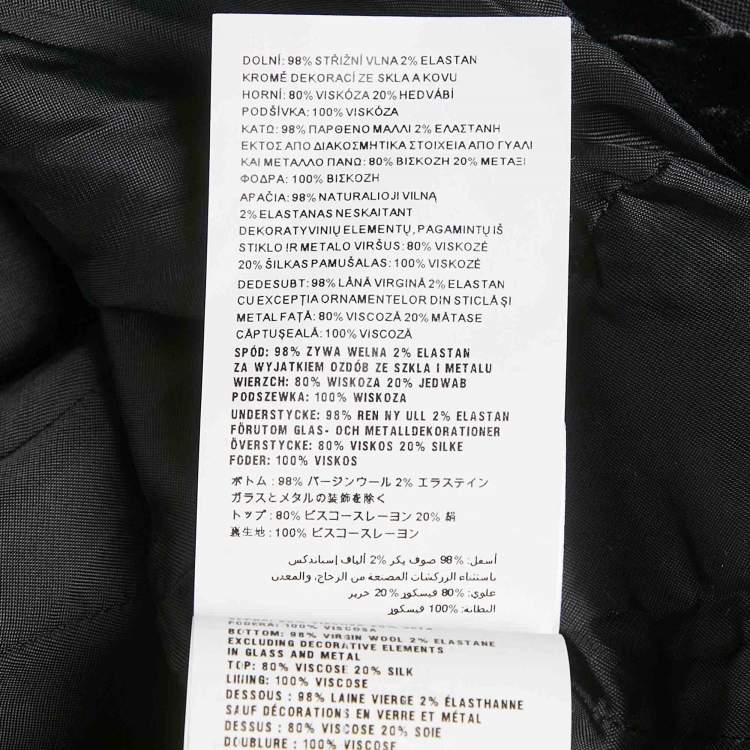 DOLNÍ: 98% STŘIŽNÍ VLNA 2% ELASTAN
KROMĚ DEKORACÍ ZE SKLA A KOVU
HORNÍ: 80% VISKÓZA 20% HEDVÁBÍ
PODŠÍVKA: 100% VISKÓZA
ΚΑΤΩ: 98% ΠΑΡΘΕΝΟ ΜΑΛΛΙ 2% ΕΛΑΣΤΑΝΗ
ΕΚΤΟΣ ΑΠΟ ΔΙΑΚΟΣΜΗΤΙΚΑ ΣΤΟΙΧΕΙΑ ΑΠΟ ΓΥΑΛΙ
ΚΑΙ ΜΕΤΑΛΛΟ ΠΑΝΩ: 80% ΒΙΣΚΟΖΗ 20% ΜΕΤΑΞΙ
ΦΟΔΡΑ: 100% ΒΙΣΚΟΖΗ
APAČIA: 98% NATURALIOJI VILNĄ
2% ELASTANAS NESKAITANT
DEKORATYVINIŲ ELEMENTŲ, PAGAMINTŲ IŠ
STIKLO IR METALO VIRŠUS: 80% VISKOZĖ
20% ŠILKAS PAMUŠALAS: 100% VISKOZĖ
DEDESUBT: 98% LÂNĂ VIRGINĂ 2% ELASTAN
CU EXCEPȚIA ORNAMENTELOR DIN STICLĂ ȘI
METAL FAȚĂ: 80% VISCOZĂ 20% MĂTASE
CĂPTUȘEALĂ: 100% VISCOZĂ
SPÓD: 98% ZYWA WELNA 2% ELASTAN
ZA WYJATKIEM OZDÓB ZE SZKLA I METALU
WIERZCH: 80% WISKOZA 20% JEDWAB
PODSZEWKA: 100% WISKOZA
UNDERSTYCKE: 98% REN NY ULL 2% ELASTAN
FÖRUTOM GLAS- OCH METALLDEKORATIONER
ÖVERSTYCKE: 80% VISKOS 20% SILKE
FODER: 100% VISKOS
ボトム : 98% バージンウール 2% エラステイン
ガラスとメタルの装飾を除く
トップ : 80% ビスコースレーヨン 20% 絹
裏生地 : 100% ビスコースレーヨン
أسفل: 98% صوف بكر 2% ألياف إسباندكس
باستثناء الزركشات المصنعة من الزجاج، والمعدن
علوي: 80% فيسكوز 20% حرير
البطانة: 100% فيسكوز
FODERA: 100% VISCOSA
BOTTOM: 98% VIRGIN WOOL 2% ELASTANE
EXCLUDING DECORATIVE ELEMENTS
IN GLASS AND METAL
TOP: 80% VISCOSE 20% SILK
LINING: 100% VISCOSE
DESSOUS : 98% LAINE VIERGE 2% ÉLASTHANNE
SAUF DÉCORATIONS EN VERRE ET MÉTAL
DESSUS : 80% VISCOSE 20% SOIE
DOUBLURE : 100% VISCOSE